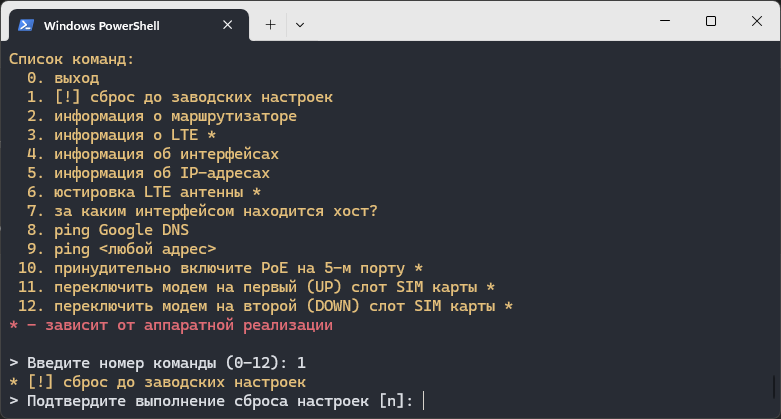 Windows PowerShell
Список команд:
0. выход
1. [!] сброс до заводских настроек
2. информация о маршрутизаторе
3. информация о LTE *
4. информация об интерфейсах
5. информация об IP-адресах
6. юстировка LTE антенны *
7. за каким интерфейсом находится хост?
8. ping Google DNS
9. ping <любой адрес>
10. принудительно включите PoE на 5-м порту *
11. переключить модем на первый (UP) слот SIM карты *
12. переключить модем на второй (DOWN) слот SIM карты *
* - зависит от аппаратной реализации
> Введите номер команды (0-12): 1
* [!] сброс до заводских настроек
> Подтвердите выполнение сброса настроек [n]: